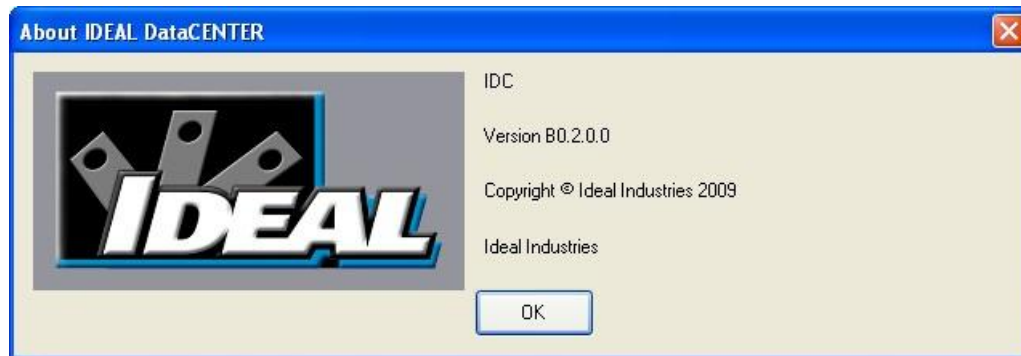 About IDEAL DataCENTER
IDC
Version B0.2.0.0
Copyright © Ideal Industries 2009
Ideal Industries
IDEAL
OK